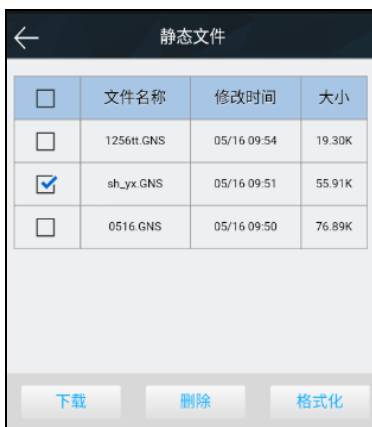 静态文件
文件名称 修改时间 大小
1256tt.GNS 05/16 09:54 19.30K
sh_yx.GNS 05/16 09:51 55.91K
0516.GNS 05/16 09:50 76.89K
下载 删除 格式化